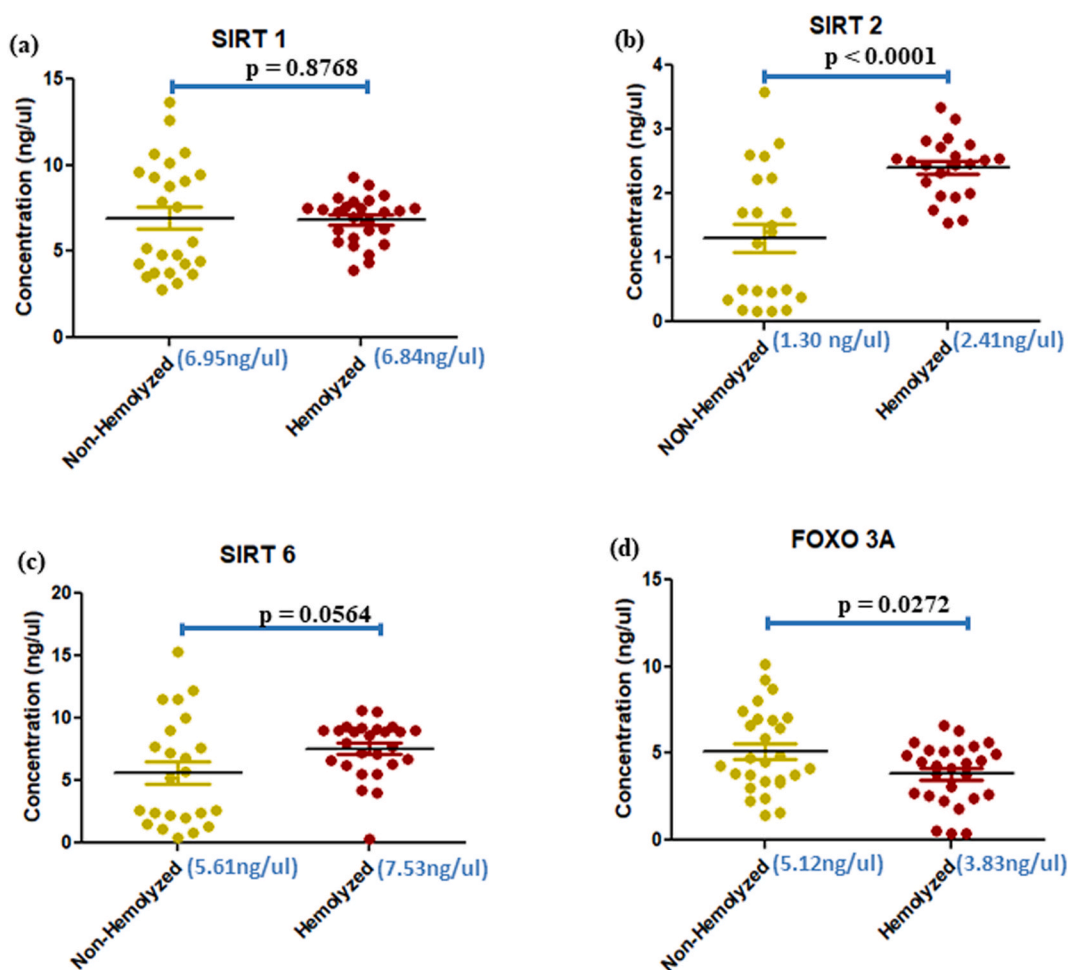 (a)
SIRT 1
p = 0.8768
Concentration (ng/ul)
15
10
5
0
Non-Hemolyzed
(6.95ng/ul)
Hemolyzed
(6.84ng/ul)
(b)
SIRT 2
p < 0.0001
Concentration (ng/ul)
4
3
2
1
0
NON-Hemolyzed
(1.30 ng/ul)
Hemolyzed
(2.41ng/ul)
(c)
SIRT 6
p = 0.0564
Concentration (ng/ul)
20
15
10
5
0
Non-Hemolyzed
(5.61ng/ul)
Hemolyzed
(7.53ng/ul)
(d)
FOXO 3A
p = 0.0272
Concentration (ng/ul)
15
10
5
0
Non-Hemolyzed
(5.12ng/ul)
Hemolyzed
(3.83ng/ul)